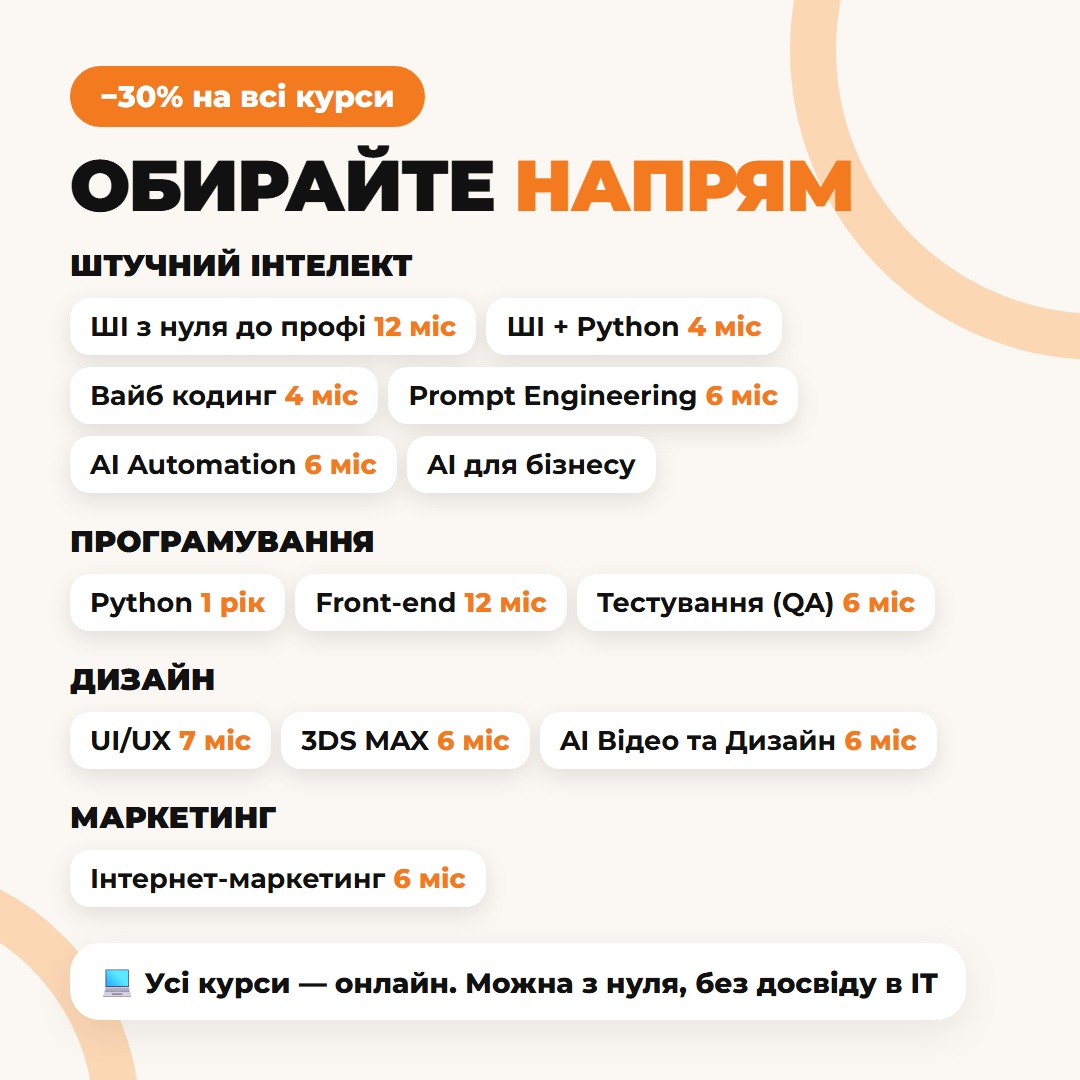 –30% на всі курси
ОБИРАЙТЕ НАПРЯМ
ШТУЧНИЙ ІНТЕЛЕКТ
ШІ з нуля до профі 12 міс
ШІ + Python 4 міс
Вайб кодинг 4 міс
Prompt Engineering 6 міс
AI Automation 6 міс
AI для бізнесу
ПРОГРАМУВАННЯ
Python 1 рік
Front-end 12 міс
Тестування (QA) 6 міс
ДИЗАЙН
UI/UX 7 міс
3DS MAX 6 міс
AI Відео та Дизайн 6 міс
МАРКЕТИНГ
Інтернет-маркетинг 6 міс
Усі курси — онлайн. Можна з нуля, без досвіду в IT